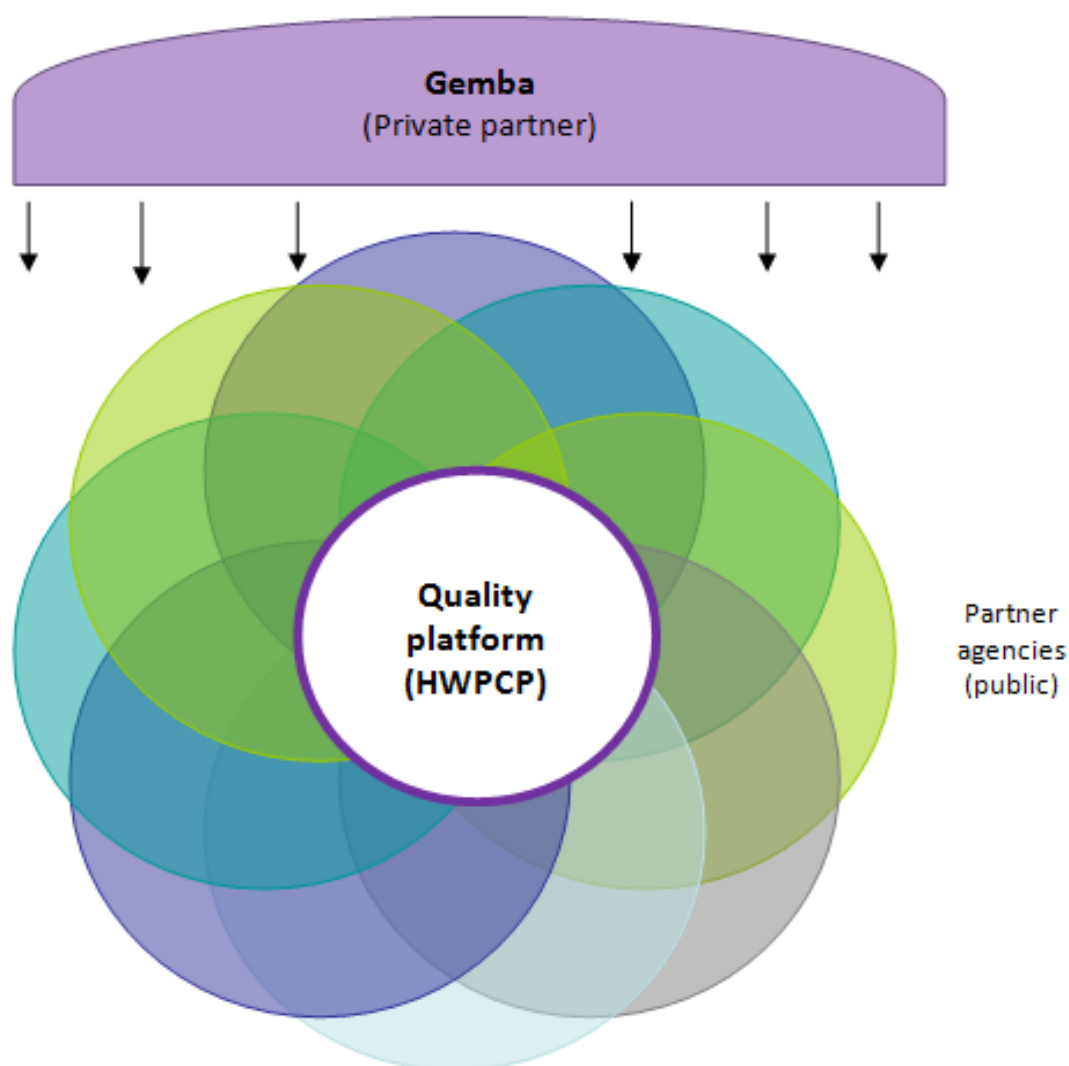 Gemba
(Private partner)
Quality
platform
(HWPCP)
Partner
agencies
(public)